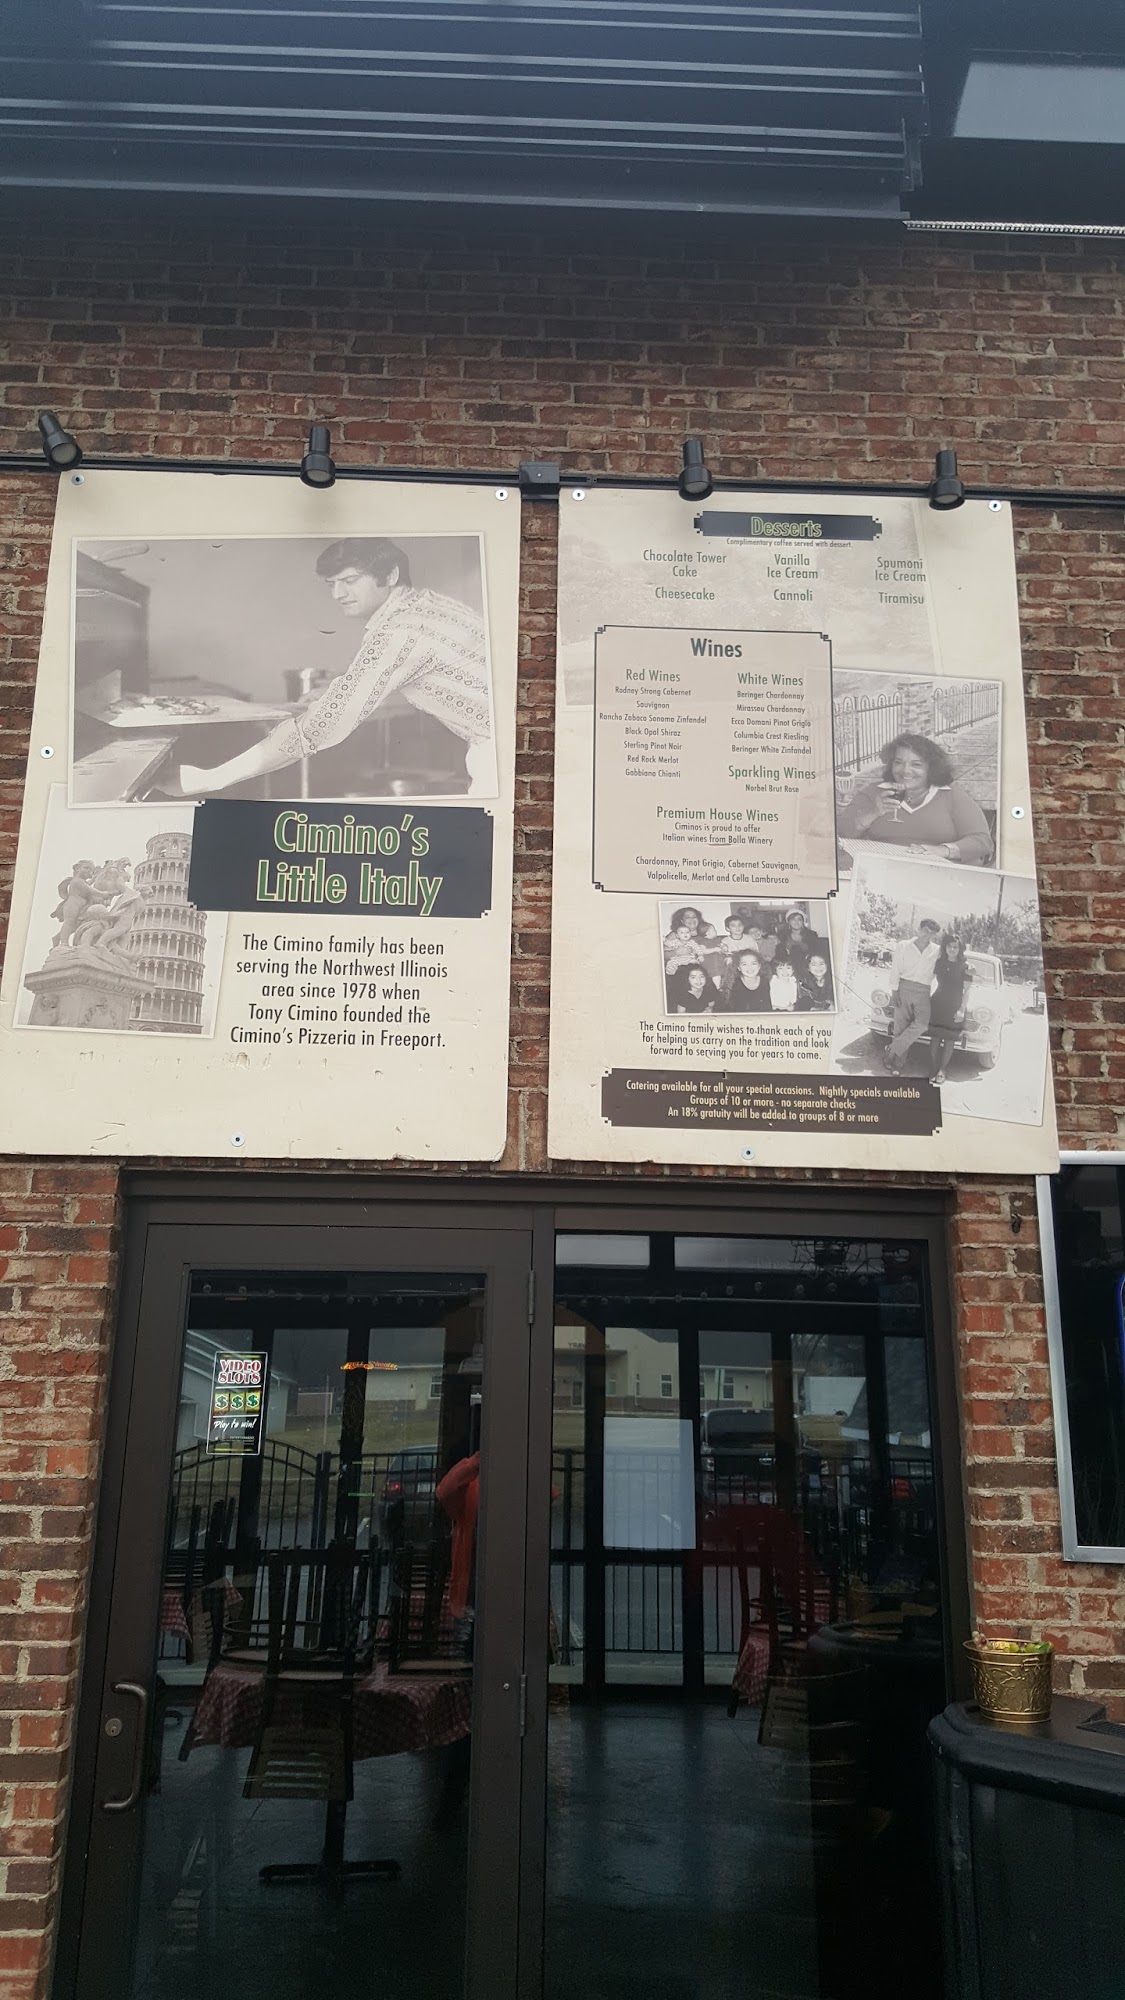 Cimino's
Little Italy
The Cimino family has been
serving the Northwest Illinois
area since 1978 when
Tony Cimino founded the
Cimino's Pizzeria in Freeport.
Desserts
Complimentary coffee served with dessert.
Chocolate Tower
Cake
Vanilla
Ice Cream
Spumoni
Ice Cream
Cheesecake
Cannoli
Tiramisu
Wines
Red Wines
Rodney Strong Cabernet
Sauvignon
Rancho Zabaco Sonoma Zinfandel
Black Opal Shiraz
Sterling Pinot Noir
Red Rock Merlot
Gabbiano Chianti
White Wines
Beringer Chardonnay
Mirassou Chardonnay
Ecco Domani Pinot Grigio
Columbia Crest Riesling
Beringer White Zinfandel
Sparkling Wines
Norbel Brut Rose
Premium House Wines
Ciminos is proud to offer
Italian wines from Bolla Winery
Chardonnay, Pinot Grigio, Cabernet Sauvignon,
Valpolicella, Merlot and Cella Lambrusco
The Cimino family wishes to thank each of you
for helping us carry on the tradition and look
forward to serving you for years to come.
Catering available for all your special occasions. Nightly specials available
Groups of 10 or more - no separate checks
An 18% gratuity will be added to groups of 8 or more
VIDEO
SLOTS
$$$
Play to win!